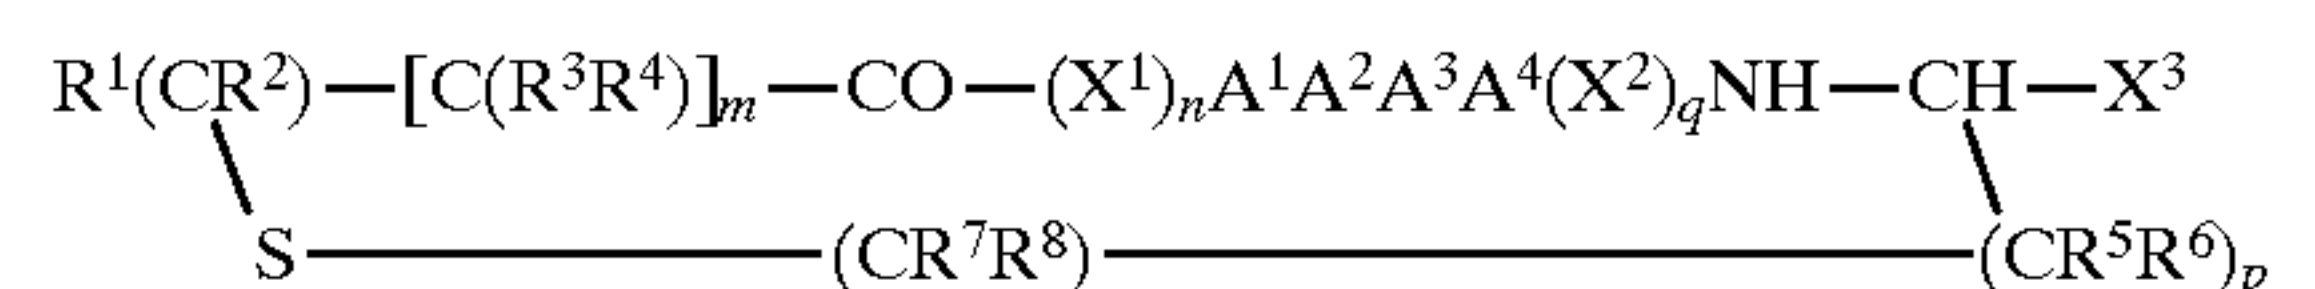 R¹(CR²)—[C(R³R⁴)]ₘ—CO—(X¹)ₙA¹A²A³A⁴(X²)qNH—CH—X³
S—(CR⁷R⁸)—(CR⁵R⁶)ₚ